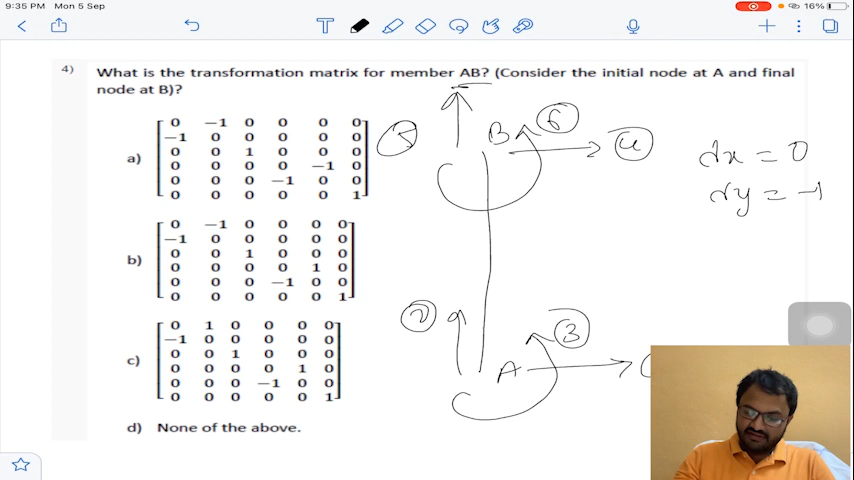 9:35 PM Mon 5 Sep
16%
4) What is the transformation matrix for member AB? (Consider the initial node at A and final
node at B)?
a)
0 -1 0 0 0 0
-1 0 0 0 0 0
0 0 1 0 0 0
0 0 0 0 -1 0
0 0 0 -1 0 0
0 0 0 0 0 1
b)
0 -1 0 0 0 0
-1 0 0 0 0 0
0 0 1 0 0 0
0 0 0 0 1 0
0 0 0 -1 0 0
0 0 0 0 0 1
c)
0 1 0 0 0 0
-1 0 0 0 0 0
0 0 1 0 0 0
0 0 0 0 1 0
0 0 0 -1 0 0
0 0 0 0 0 1
d) None of the above.
5
B
6
4
2
3
A
λx = 0
λy = -1